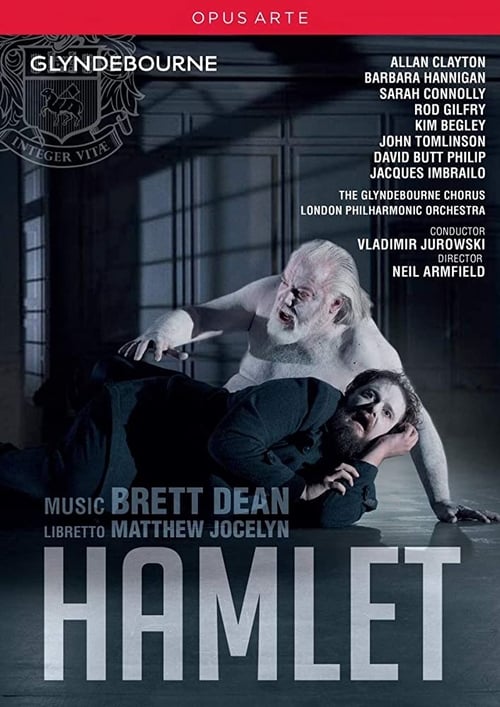 OPUS ARTE
GLYNDEBOURNE
INTEGER VITÆ
ALLAN CLAYTON
BARBARA HANNIGAN
SARAH CONNOLLY
ROD GILFRY
KIM BEGLEY
JOHN TOMLINSON
DAVID BUTT PHILIP
JACQUES IMBRAILO
THE GLYNDEBOURNE CHORUS
LONDON PHILHARMONIC ORCHESTRA
CONDUCTOR
VLADIMIR JUROWSKI
DIRECTOR
NEIL ARMFIELD
MUSIC BRETT DEAN
LIBRETTO MATTHEW JOCELYN
HAMLET